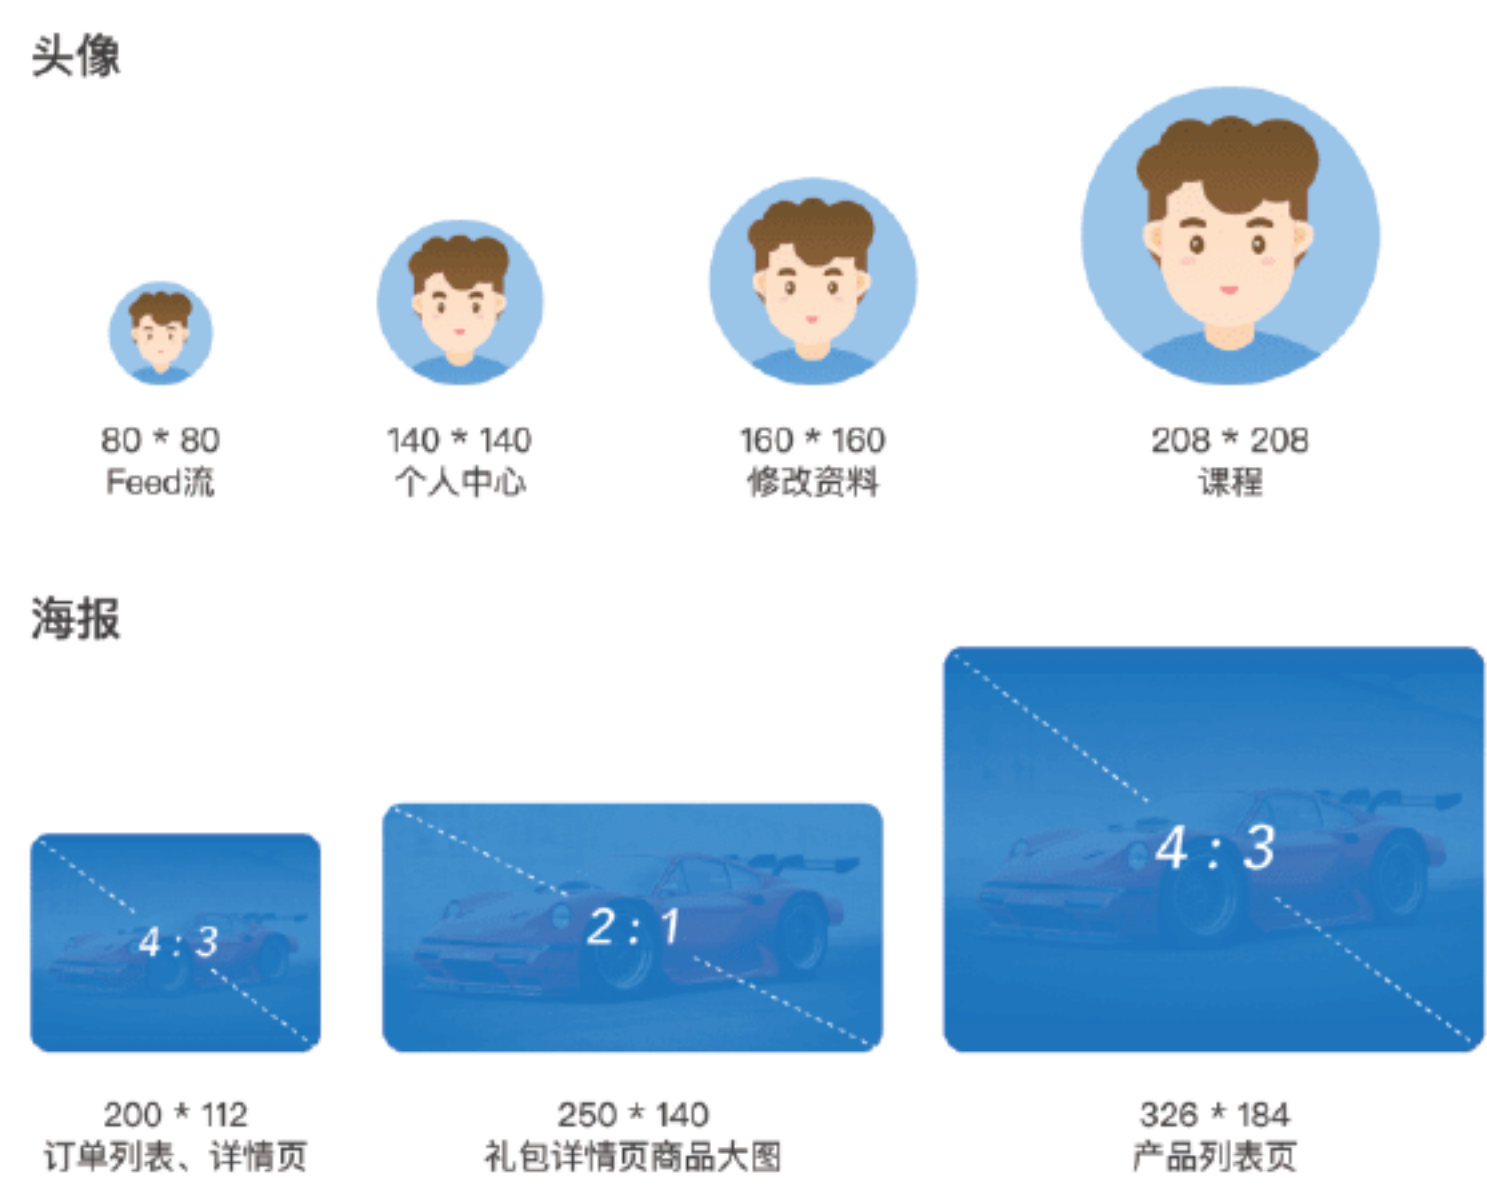 头像
80 * 80
Feed流
140 * 140
个人中心
160 * 160
修改资料
208 * 208
课程
海报
4 : 3
200 * 112
订单列表、详情页
2 : 1
250 * 140
礼包详情页商品大图
4 : 3
326 * 184
产品列表页